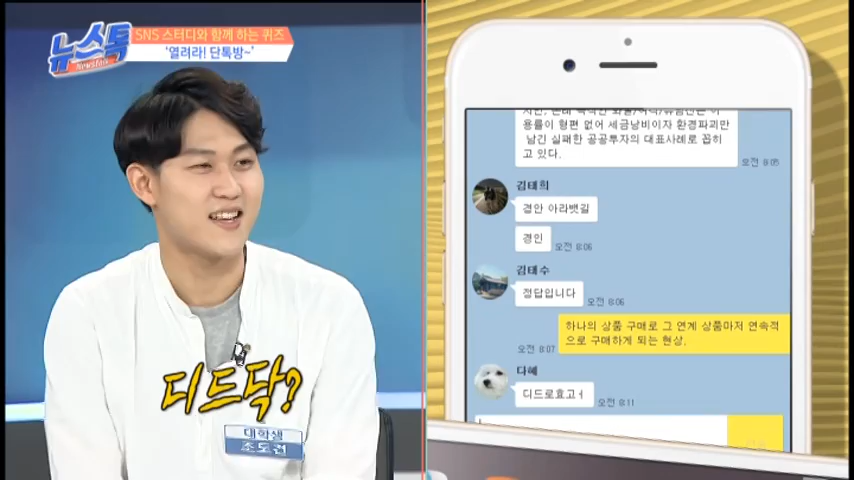 뉴스톡
Newstalk
SNS 스터디와 함께 하는 퀴즈
'열려라! 단톡방~'
용률이 형편 없어 세금낭비이자 환경파괴만
남긴 실패한 공공투자의 대표사례로 꼽히
고 있다.
오전 8:05
김태희
경안 아라뱃길
경인
오전 8:06
김태수
정답입니다
오전 8:06
하나의 상품 구매로 그 연계 상품마저 연속적
으로 구매하게 되는 현상.
오전 8:07
다혜
디드로효고ㅓ
오전 8:11
디드닥?
대학생